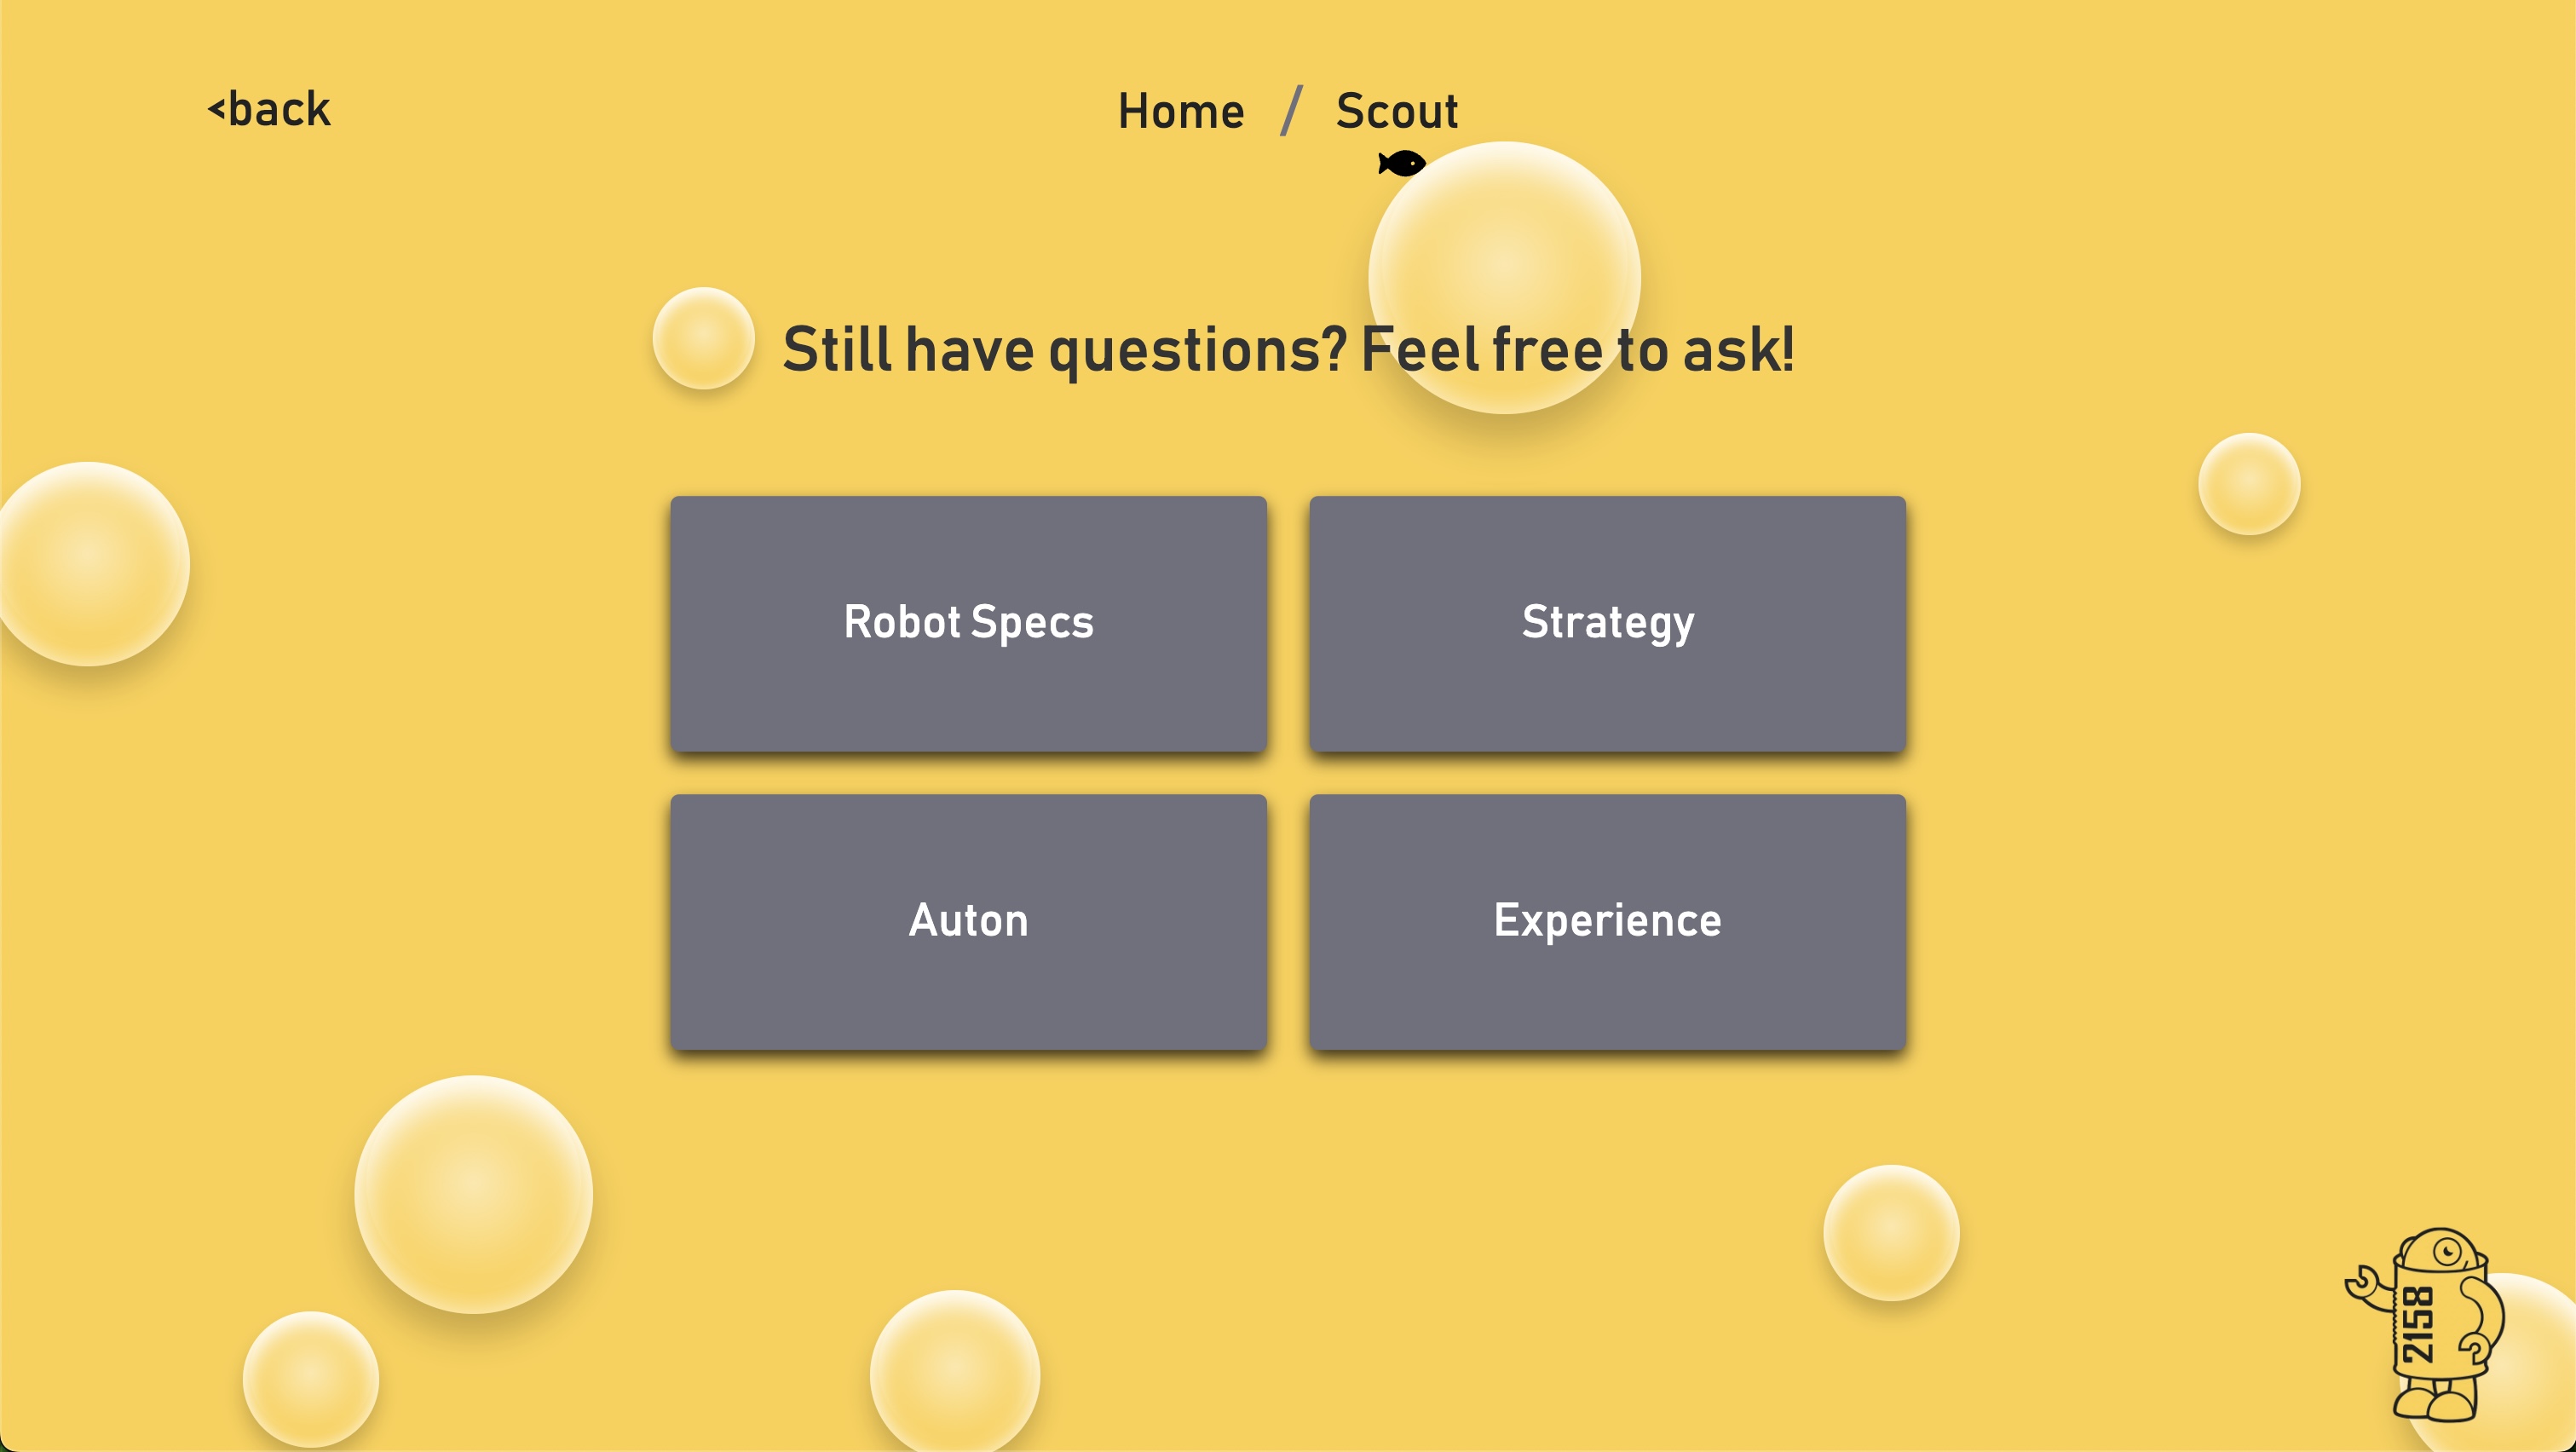 <back
Home / Scout
Still have questions? Feel free to ask!
Robot Specs
Strategy
Auton
Experience
2158